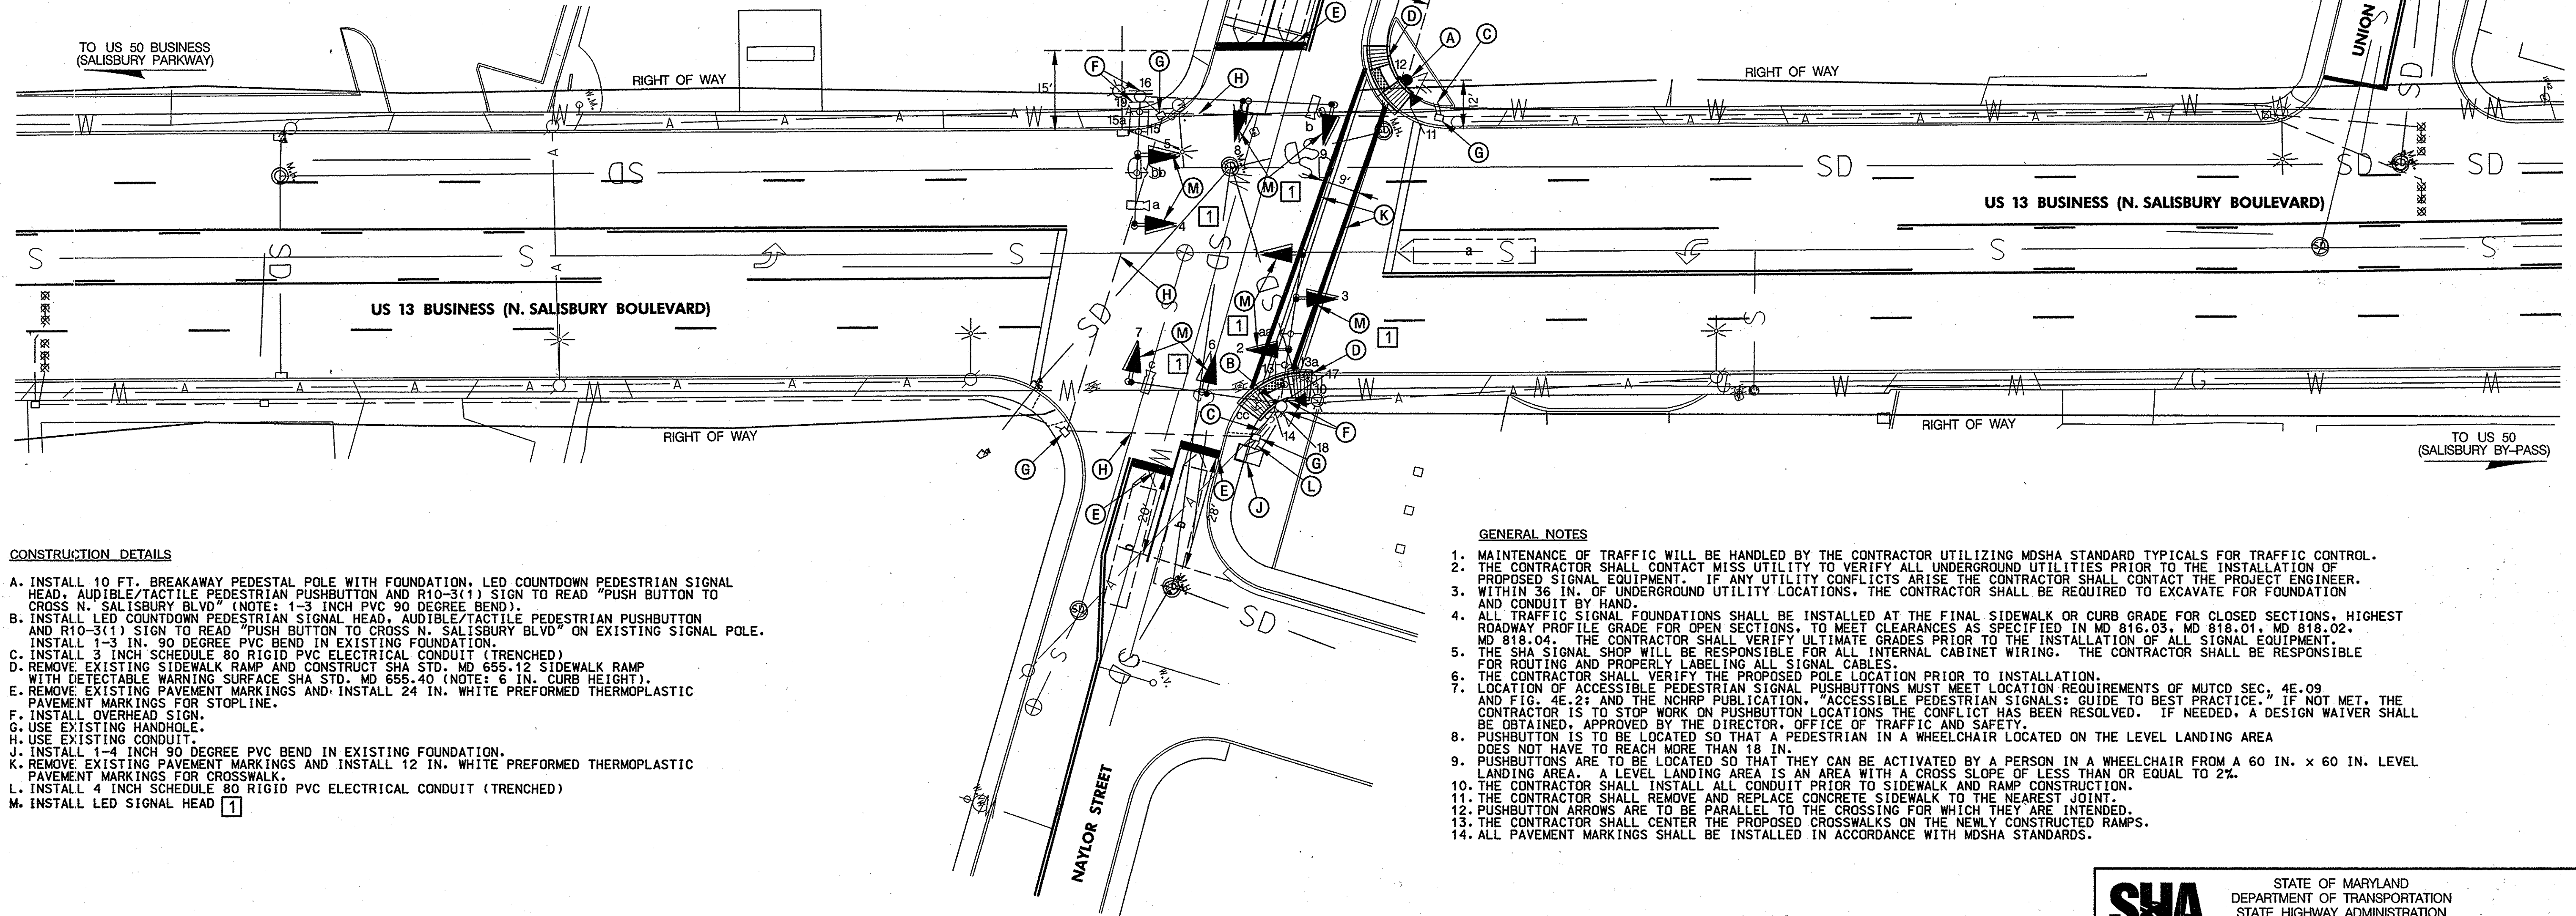 TO US 50 BUSINESS
(SALISBURY PARKWAY)
RIGHT OF WAY
RIGHT OF WAY
UNION
US 13 BUSINESS (N. SALISBURY BOULEVARD)
US 13 BUSINESS (N. SALISBURY BOULEVARD)
RIGHT OF WAY
RIGHT OF WAY
TO US 50
(SALISBURY BY-PASS)
NAYLOR STREET
CONSTRUCTION DETAILS
A. INSTALL 10 FT. BREAKAWAY PEDESTAL POLE WITH FOUNDATION, LED COUNTDOWN PEDESTRIAN SIGNAL
HEAD, AUDIBLE/TACTILE PEDESTRIAN PUSHBUTTON AND R10-3(1) SIGN TO READ "PUSH BUTTON TO
CROSS N. SALISBURY BLVD" (NOTE: 1-3 INCH PVC 90 DEGREE BEND).
B. INSTALL LED COUNTDOWN PEDESTRIAN SIGNAL HEAD, AUDIBLE/TACTILE PEDESTRIAN PUSHBUTTON
AND R10-3(1) SIGN TO READ "PUSH BUTTON TO CROSS N. SALISBURY BLVD" ON EXISTING SIGNAL POLE.
INSTALL 1-3 IN. 90 DEGREE PVC BEND IN EXISTING FOUNDATION.
C. INSTALL 3 INCH SCHEDULE 80 RIGID PVC ELECTRICAL CONDUIT (TRENCHED)
D. REMOVE EXISTING SIDEWALK RAMP AND CONSTRUCT SHA STD. MD 655.12 SIDEWALK RAMP
WITH DETECTABLE WARNING SURFACE SHA STD. MD 655.40 (NOTE: 6 IN. CURB HEIGHT).
E. REMOVE EXISTING PAVEMENT MARKINGS AND INSTALL 24 IN. WHITE PREFORMED THERMOPLASTIC
PAVEMENT MARKINGS FOR STOPLINE.
F. INSTALL OVERHEAD SIGN.
G. USE EXISTING HANDHOLE.
H. USE EXISTING CONDUIT.
J. INSTALL 1-4 INCH 90 DEGREE PVC BEND IN EXISTING FOUNDATION.
K. REMOVE EXISTING PAVEMENT MARKINGS AND INSTALL 12 IN. WHITE PREFORMED THERMOPLASTIC
PAVEMENT MARKINGS FOR CROSSWALK.
L. INSTALL 4 INCH SCHEDULE 80 RIGID PVC ELECTRICAL CONDUIT (TRENCHED)
M. INSTALL LED SIGNAL HEAD 1
GENERAL NOTES
1. MAINTENANCE OF TRAFFIC WILL BE HANDLED BY THE CONTRACTOR UTILIZING MDSHA STANDARD TYPICALS FOR TRAFFIC CONTROL.
2. THE CONTRACTOR SHALL CONTACT MISS UTILITY TO VERIFY ALL UNDERGROUND UTILITIES PRIOR TO THE INSTALLATION OF
PROPOSED SIGNAL EQUIPMENT. IF ANY UTILITY CONFLICTS ARISE THE CONTRACTOR SHALL CONTACT THE PROJECT ENGINEER.
3. WITHIN 36 IN. OF UNDERGROUND UTILITY LOCATIONS, THE CONTRACTOR SHALL BE REQUIRED TO EXCAVATE FOR FOUNDATION
AND CONDUIT BY HAND.
4. ALL TRAFFIC SIGNAL FOUNDATIONS SHALL BE INSTALLED AT THE FINAL SIDEWALK OR CURB GRADE FOR CLOSED SECTIONS, HIGHEST
ROADWAY PROFILE GRADE FOR OPEN SECTIONS, TO MEET CLEARANCES AS SPECIFIED IN MD 816.03, MD 818.01, MD 818.02,
MD 818.04. THE CONTRACTOR SHALL VERIFY ULTIMATE GRADES PRIOR TO THE INSTALLATION OF ALL SIGNAL EQUIPMENT.
5. THE SHA SIGNAL SHOP WILL BE RESPONSIBLE FOR ALL INTERNAL CABINET WIRING. THE CONTRACTOR SHALL BE RESPONSIBLE
FOR ROUTING AND PROPERLY LABELING ALL SIGNAL CABLES.
6. THE CONTRACTOR SHALL VERIFY THE PROPOSED POLE LOCATION PRIOR TO INSTALLATION.
7. LOCATION OF ACCESSIBLE PEDESTRIAN SIGNAL PUSHBUTTONS MUST MEET LOCATION REQUIREMENTS OF MUTCD SEC. 4E.09
AND FIG. 4E.2; AND THE NCHRP PUBLICATION, "ACCESSIBLE PEDESTRIAN SIGNALS: GUIDE TO BEST PRACTICE." IF NOT MET, THE
CONTRACTOR IS TO STOP WORK ON PUSHBUTTON LOCATIONS THE CONFLICT HAS BEEN RESOLVED. IF NEEDED, A DESIGN WAIVER SHALL
BE OBTAINED, APPROVED BY THE DIRECTOR, OFFICE OF TRAFFIC AND SAFETY.
8. PUSHBUTTON IS TO BE LOCATED SO THAT A PEDESTRIAN IN A WHEELCHAIR LOCATED ON THE LEVEL LANDING AREA
DOES NOT HAVE TO REACH MORE THAN 18 IN.
9. PUSHBUTTONS ARE TO BE LOCATED SO THAT THEY CAN BE ACTIVATED BY A PERSON IN A WHEELCHAIR FROM A 60 IN. x 60 IN. LEVEL
LANDING AREA. A LEVEL LANDING AREA IS AN AREA WITH A CROSS SLOPE OF LESS THAN OR EQUAL TO 2%.
10. THE CONTRACTOR SHALL INSTALL ALL CONDUIT PRIOR TO SIDEWALK AND RAMP CONSTRUCTION.
11. THE CONTRACTOR SHALL REMOVE AND REPLACE CONCRETE SIDEWALK TO THE NEAREST JOINT.
12. PUSHBUTTON ARROWS ARE TO BE PARALLEL TO THE CROSSING FOR WHICH THEY ARE INTENDED.
13. THE CONTRACTOR SHALL CENTER THE PROPOSED CROSSWALKS ON THE NEWLY CONSTRUCTED RAMPS.
14. ALL PAVEMENT MARKINGS SHALL BE INSTALLED IN ACCORDANCE WITH MDSHA STANDARDS.
SHA
STATE OF MARYLAND
DEPARTMENT OF TRANSPORTATION
STATE HIGHWAY ADMINISTRATION